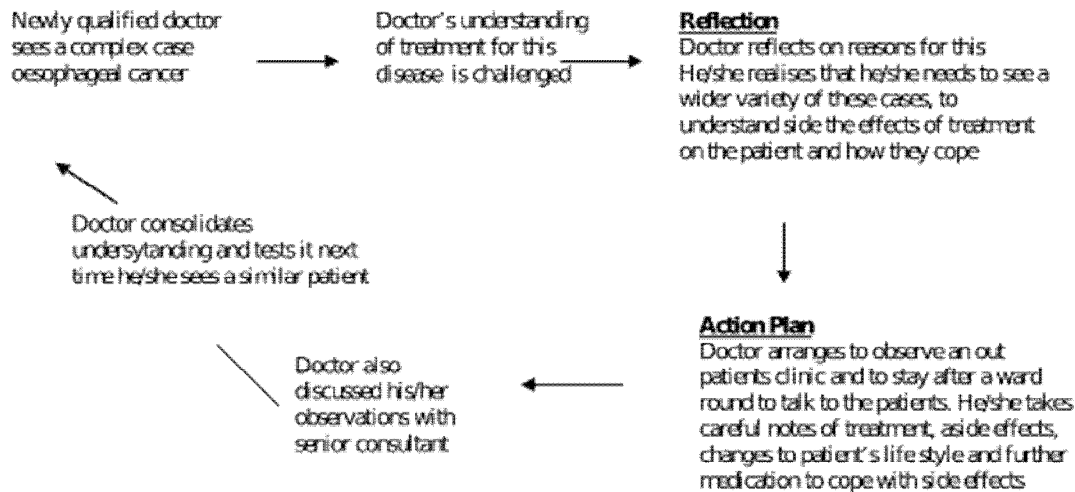 Newly qualified doctor
sees a complex case
oesophageal cancer
Doctor's understanding
of treatment for this
disease is challenged
Reflection
Doctor reflects on reasons for this
He/she realises that he/she needs to see a
wider variety of these cases, to
understand side the effects of treatment
on the patient and how they cope
Action Plan
Doctor arranges to observe an out
patients clinic and to stay after a ward
round to talk to the patients. He/she takes
careful notes of treatment, aside effects,
changes to patient's life style and further
medication to cope with side effects
Doctor also
discussed his/her
observations with
senior consultant
Doctor consolidates
undersytanding and tests it next
time he/she sees a similar patient